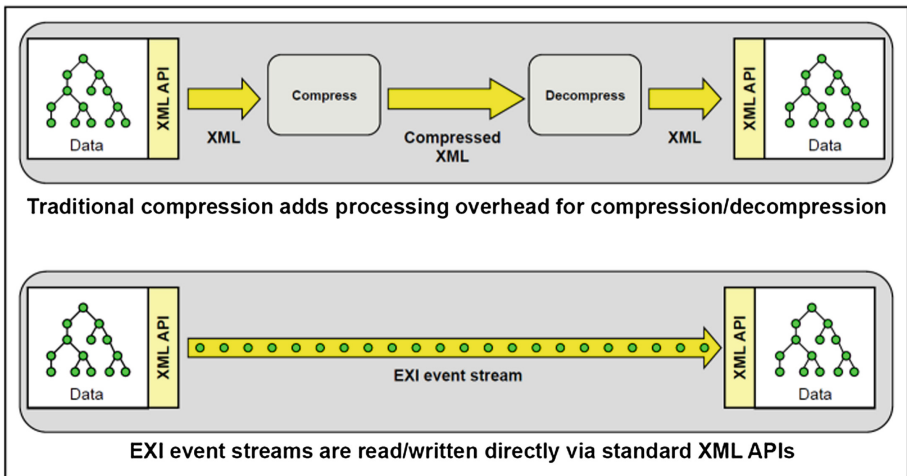 XML API
Compress
Decompress
XML API
Data
XML
Compressed
XML
XML
Data
Traditional compression adds processing overhead for compression/decompression
XML API
XML API
Data
EXI event stream
Data
EXI event streams are read/written directly via standard XML APIs